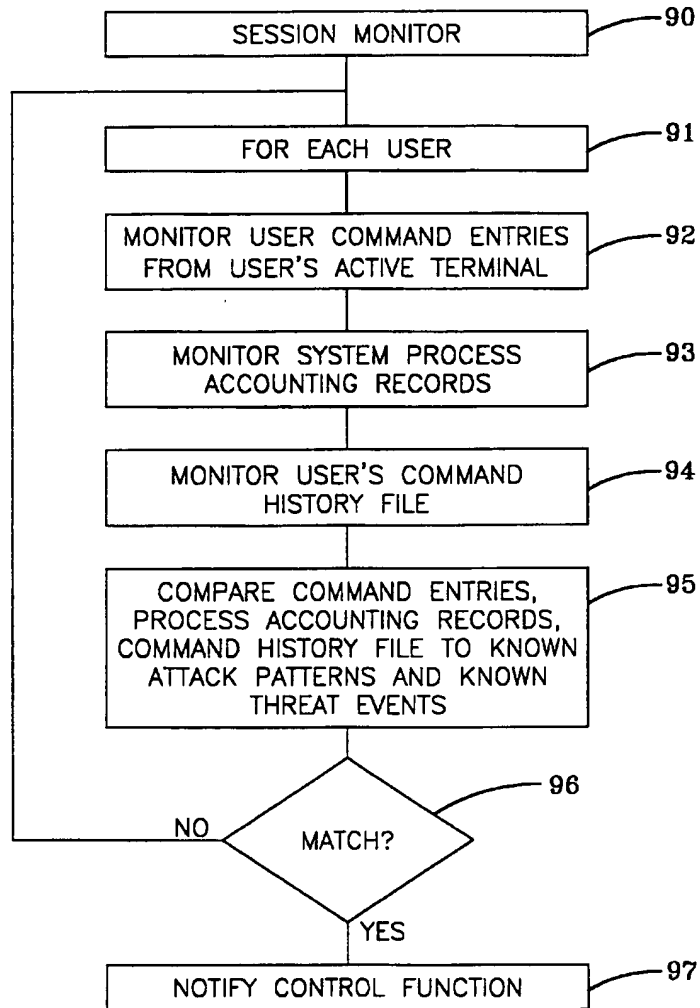 SESSION MONITOR
90
FOR EACH USER
91
MONITOR USER COMMAND ENTRIES
FROM USER'S ACTIVE TERMINAL
92
MONITOR SYSTEM PROCESS
ACCOUNTING RECORDS
93
MONITOR USER'S COMMAND
HISTORY FILE
94
COMPARE COMMAND ENTRIES,
PROCESS ACCOUNTING RECORDS,
COMMAND HISTORY FILE TO KNOWN
ATTACK PATTERNS AND KNOWN
THREAT EVENTS
95
MATCH?
96
NO
YES
NOTIFY CONTROL FUNCTION
97